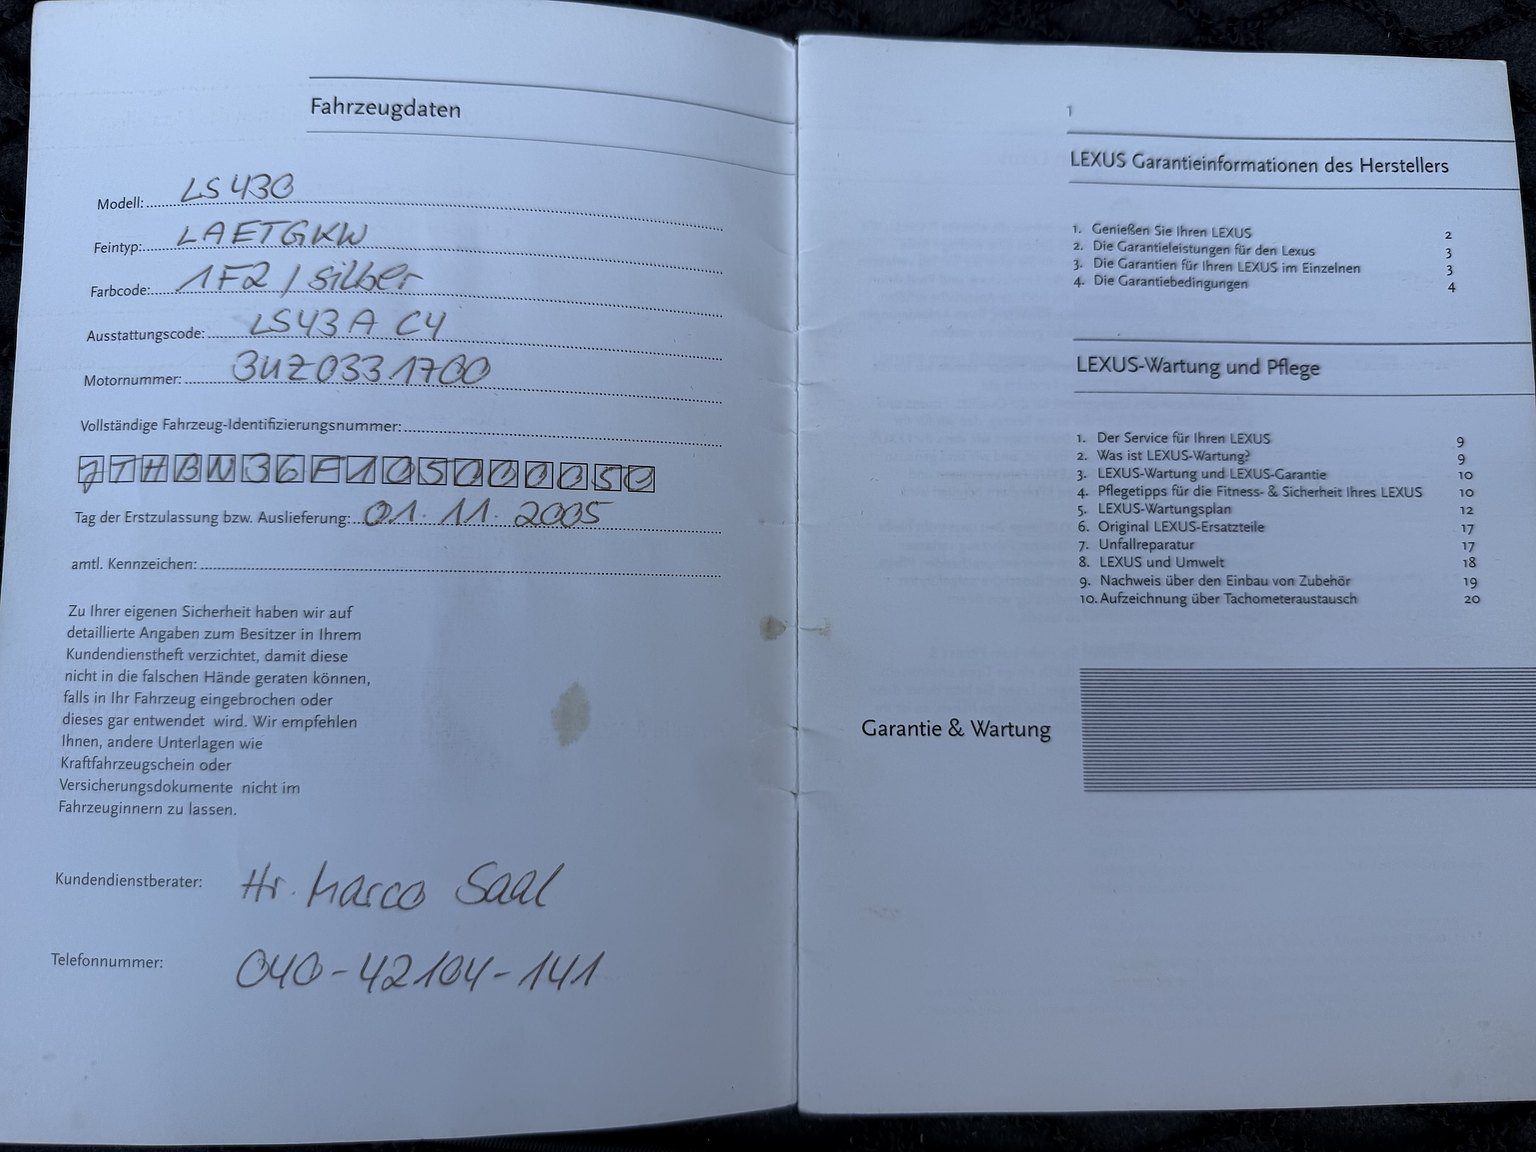 Fahrzeugdaten
Modell: LS 430
Feintyp: LAETGKW
Farbcode: 1F2 / silber
Ausstattungscode: LS43 A C4
Motornummer: 3UZ0331700
Vollständige Fahrzeug-Identifizierungsnummer:
JTHBN36F105000050
Tag der Erstzulassung bzw. Auslieferung: 01.11.2005
amtl. Kennzeichen:
Zu Ihrer eigenen Sicherheit haben wir auf
detaillierte Angaben zum Besitzer in Ihrem
Kundendienstheft verzichtet, damit diese
nicht in die falschen Hände geraten können,
falls in Ihr Fahrzeug eingebrochen oder
dieses gar entwendet wird. Wir empfehlen
Ihnen, andere Unterlagen wie
Kraftfahrzeugschein oder
Versicherungsdokumente nicht im
Fahrzeuginnern zu lassen.
Kundendienstberater: Hr. Marco Saal
Telefonnummer: 040-42104-141
1
LEXUS Garantieinformationen des Herstellers
1. Genießen Sie Ihren LEXUS 2
2. Die Garantieleistungen für den Lexus 3
3. Die Garantien für Ihren LEXUS im Einzelnen 3
4. Die Garantiebedingungen 4
LEXUS-Wartung und Pflege
1. Der Service für Ihren LEXUS 9
2. Was ist LEXUS-Wartung? 9
3. LEXUS-Wartung und LEXUS-Garantie 10
4. Pflegetipps für die Fitness- & Sicherheit Ihres LEXUS 10
5. LEXUS-Wartungsplan 12
6. Original LEXUS-Ersatzteile 17
7. Unfallreparatur 17
8. LEXUS und Umwelt 18
9. Nachweis über den Einbau von Zubehör 19
10. Aufzeichnung über Tachometeraustausch 20
Garantie & Wartung